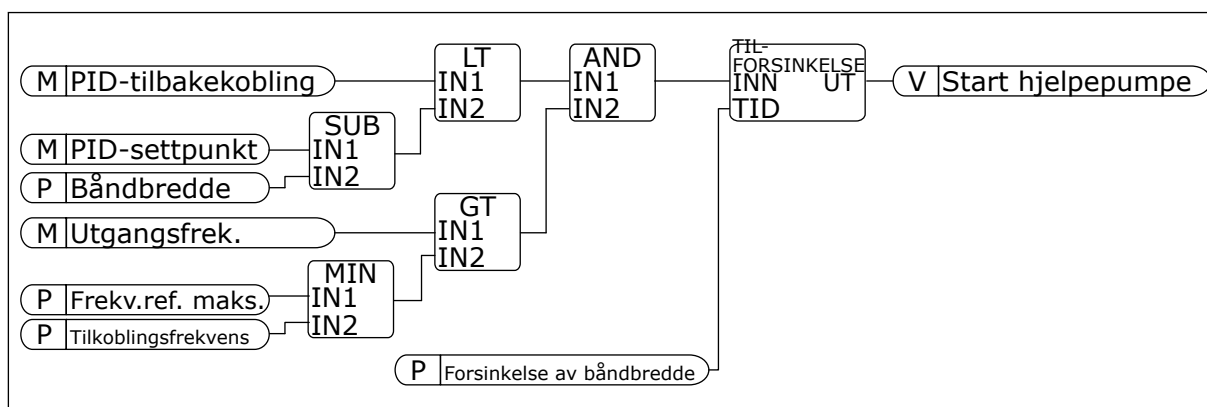 M PID-tilbakekobling
M PID-settpunkt
P Båndbredde
M Utgangsfrek.
P Frekv.ref. maks.
P Tilkoblingsfrekvens
SUB
IN1
IN2
MIN
IN1
IN2
LT
IN1
IN2
GT
IN1
IN2
P Forsinkelse av båndbredde
AND
IN1
IN2
TIL-
FORSINKELSE
INN UT
TID
V Start hjelpepumpe